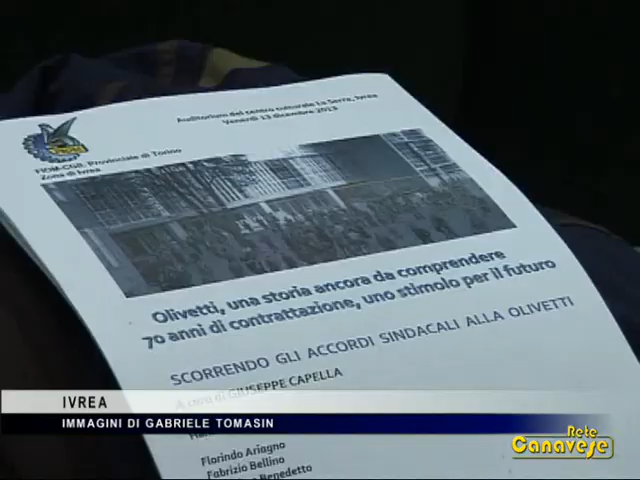 Auditorium del centro culturale La Serra, Ivrea
Venerdì 13 dicembre 2013
FIOM
FIOM-CGIL Provinciale di Torino
Zona di Ivrea
Olivetti, una storia ancora da comprendere
70 anni di contrattazione, uno stimolo per il futuro
SCORRENDO GLI ACCORDI SINDACALI ALLA OLIVETTI
A cura di GIUSEPPE CAPELLA
IVREA
IMMAGINI DI GABRIELE TOMASIN
Florindo Ariagno
Fabrizio Bellino
Benedetto
Rete
Canavese